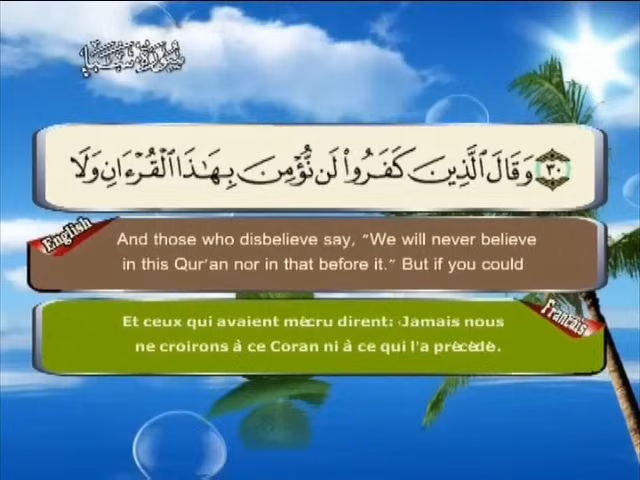 سورة سبأ
٣٠ وَقَالَ ٱلَّذِينَ كَفَرُواْ لَن نُّؤْمِنَ بِهَٰذَا ٱلْقُرْءَانِ وَلَا
English
And those who disbelieve say, "We will never believe
in this Qur'an nor in that before it." But if you could
Francais
Et ceux qui avaient mécru dirent: Jamais nous
ne croirons à ce Coran ni à ce qui l'a précédé.